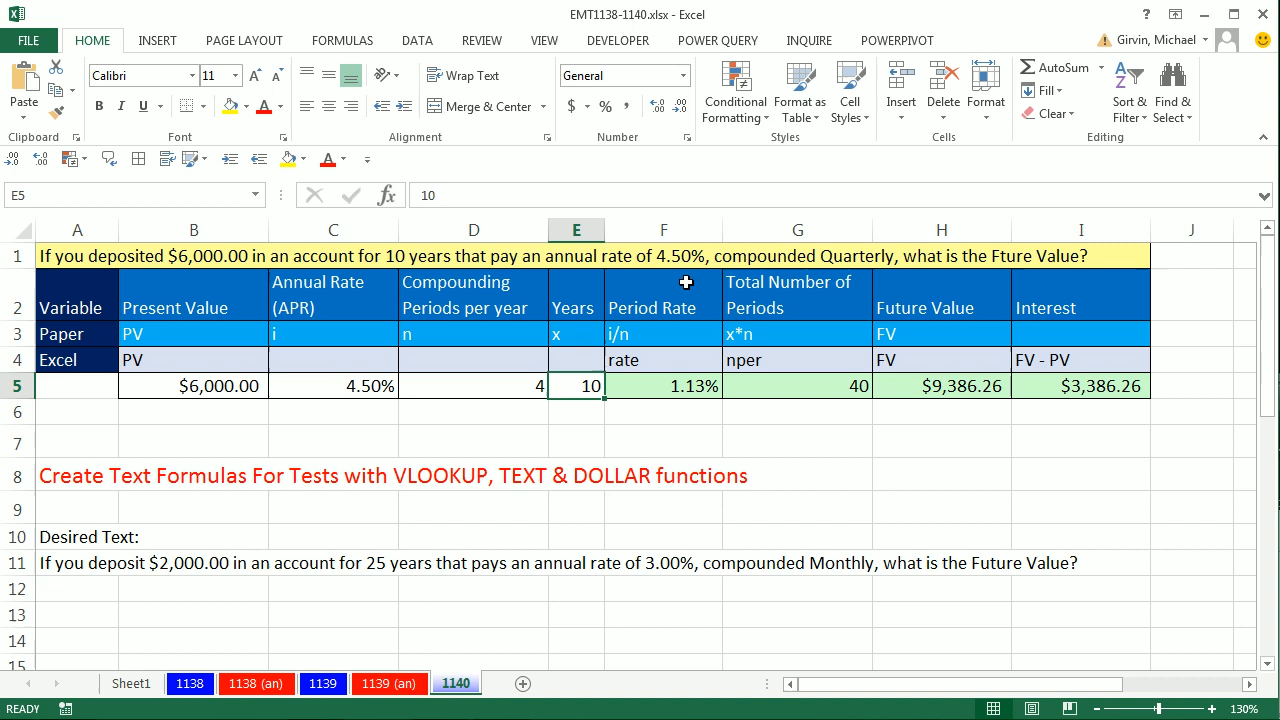 EMT1138-1140.xlsx - Excel
?
FILE HOME INSERT PAGE LAYOUT FORMULAS DATA REVIEW VIEW DEVELOPER POWER QUERY INQUIRE POWERPIVOT Girvin, Michael
Calibri 11 Wrap Text General AutoSum
Paste B I U A Merge & Center $ % , Conditional Formatting Format as Table Cell Styles Insert Delete Format Fill Clear Sort & Filter Find & Select
Clipboard Font Alignment Number Styles Cells Editing
E5 fx 10
A B C D E F G H I J
1 If you deposited $6,000.00 in an account for 10 years that pay an annual rate of 4.50%, compounded Quarterly, what is the Fture Value?
Annual Rate Compounding Total Number of
2 Variable Present Value (APR) Periods per year Years Period Rate Periods Future Value Interest
3 Paper PV i n x i/n x*n FV
4 Excel PV rate nper FV FV - PV
5 $6,000.00 4.50% 4 10 1.13% 40 $9,386.26 $3,386.26
6
7
8 Create Text Formulas For Tests with VLOOKUP, TEXT & DOLLAR functions
9
10 Desired Text:
11 If you deposit $2,000.00 in an account for 25 years that pays an annual rate of 3.00%, compounded Monthly, what is the Future Value?
12
13
14
15
Sheet1 1138 1138 (an) 1139 1139 (an) 1140
READY 130%